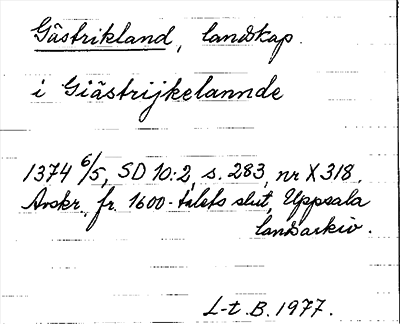 Gästrikland, landskap.
i Giästrijkelannde
1374 6/5, SD 10:2, s. 283, nr X318.
Avskr. fr. 1600-talets slut, Uppsala
landsarkiv.
L-t. B. 1977.